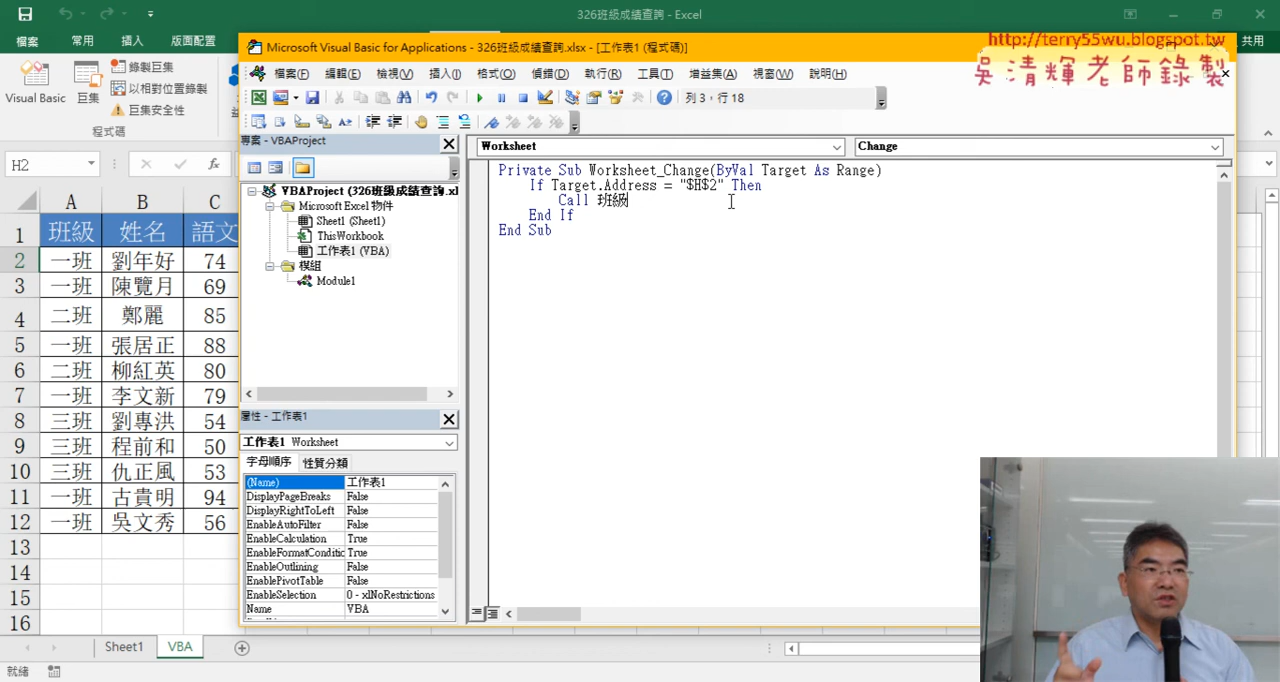 326班級成績查詢 - Excel
檔案 常用 插入 版面配置 共用
Microsoft Visual Basic for Applications - 326班級成績查詢.xlsx - [工作表1 (程式碼)]
http://terry55wu.blogspot.tw
吳清輝老師錄製
檔案(F) 編輯(E) 檢視(V) 插入(I) 格式(O) 偵錯(D) 執行(R) 工具(T) 增益集(A) 視窗(W) 說明(H)
列 3，行 18
Visual Basic 巨集
錄製巨集
以相對位置錄製
巨集安全性
程式碼
專案 - VBAProject
Worksheet
Change
H2
fx
VBAProject (326班級成績查詢.xl
Microsoft Excel 物件
Sheet1 (Sheet1)
ThisWorkbook
工作表1 (VBA)
模組
Module1
Private Sub Worksheet_Change(ByVal Target As Range)
If Target.Address = "$H$2" Then
Call 班級
End If
End Sub
A B C
1 班級 姓名 語文
2 一班 劉年好 74
3 一班 陳覽月 69
4 二班 鄭麗 85
5 一班 張居正 88
6 二班 柳紅英 80
7 一班 李文新 79
8 三班 劉專洪 54
9 三班 程前和 50
10 三班 仇正風 53
11 一班 古貴明 94
12 一班 吳文秀 56
13
14
15
16
屬性 - 工作表1
工作表1 Worksheet
字母順序 性質分類
(Name) 工作表1
DisplayPageBreaks False
DisplayRightToLeft False
EnableAutoFilter False
EnableCalculation True
EnableFormatConditic True
EnableOutlining False
EnablePivotTable False
EnableSelection 0 - xlNoRestrictions
Name VBA
Sheet1 VBA
就緒